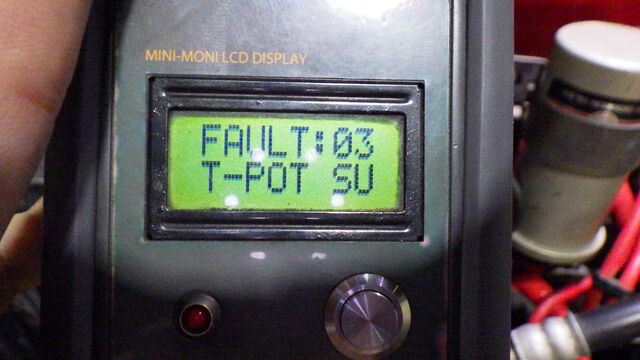 MINI-MONI LCD DISPLAY
FAULT:03
T-POT SU